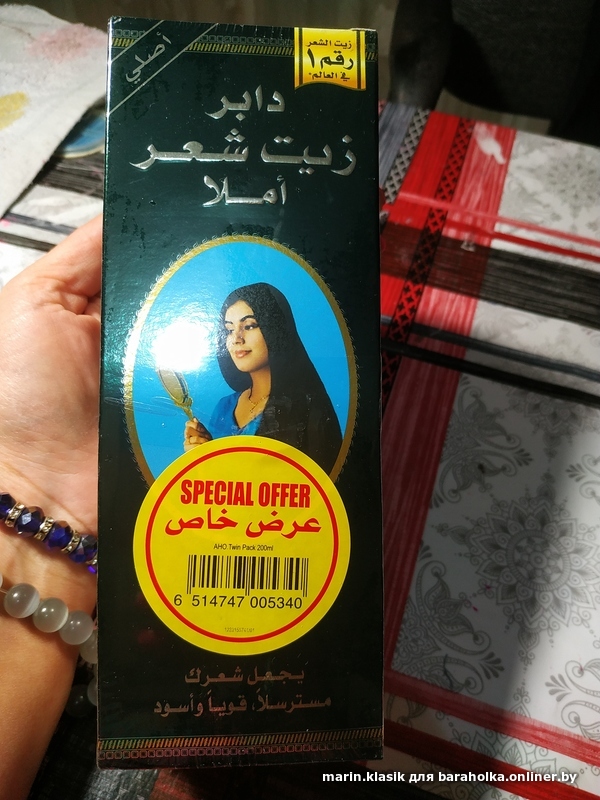 أصلي
زيت الشعر
رقم ١
في العالم*
دابر
زيت شعر
أملا
SPECIAL OFFER
عرض خاص
AHO Twin Pack 200ml
6 514747 005340
يجعل شعرك
مسترسلاً، قوياً وأسود
marin.klasik для baraholka.onliner.by